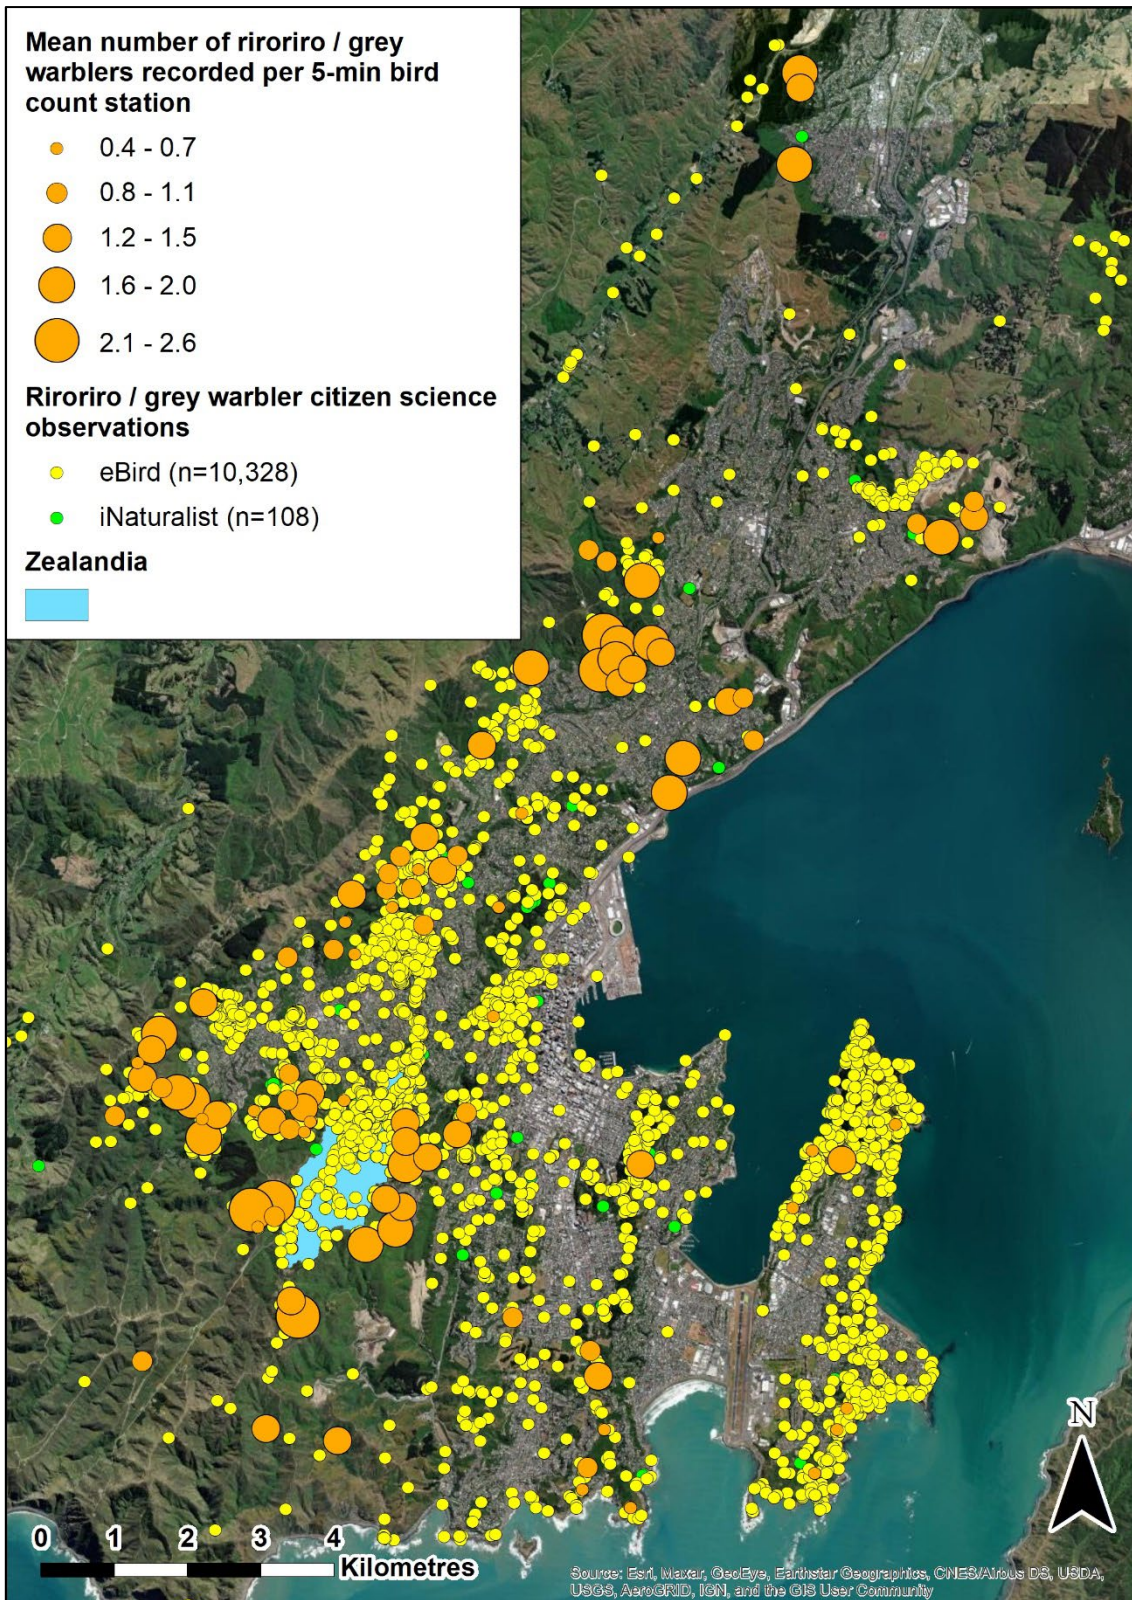 Mean number of riroriro / grey
warblers recorded per 5-min bird
count station
0.4 - 0.7
0.8 - 1.1
1.2 - 1.5
1.6 - 2.0
2.1 - 2.6
Riroriro / grey warbler citizen science
observations
eBird (n=10,328)
iNaturalist (n=108)
Zealandia
N
0 1 2 3 4
Kilometres
Source: Esri, Maxar, GeoEye, Earthstar Geographics, CNES/Airbus DS, USDA,
USGS, AeroGRID, IGN, and the GIS User Community